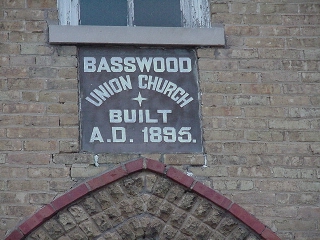 BASSWOOD
UNION CHURCH
BUILT
A.D. 1895.